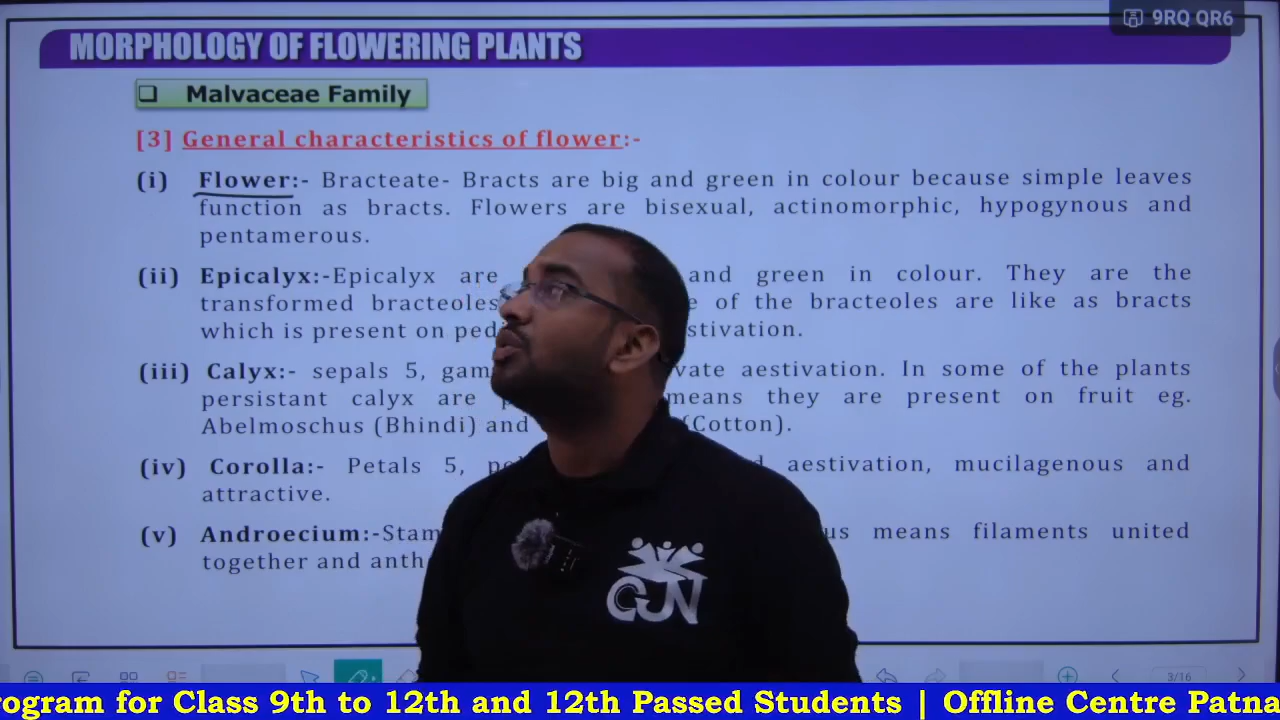 9RQ QR6
MORPHOLOGY OF FLOWERING PLANTS
❑ Malvaceae Family
[3] General characteristics of flower:-
(i) Flower:- Bracteate- Bracts are big and green in colour because simple leaves
function as bracts. Flowers are bisexual, actinomorphic, hypogynous and
pentamerous.
(ii) Epicalyx:-Epicalyx are and green in colour. They are the
transformed bracteoles of the bracteoles are like as bracts
which is present on
(iii) Calyx:- sepals 5, aestivation. In some of the plants
persistant calyx are means they are present on fruit eg.
Abelmoschus (Bhindi) and (Cotton).
(iv) Corolla:- Petals 5, aestivation, mucilagenous and
attractive.
(v) Androecium:- means filaments united
together and
GJN
3/16
rogram for Class 9th to 12th and 12th Passed Students | Offline Centre Patna